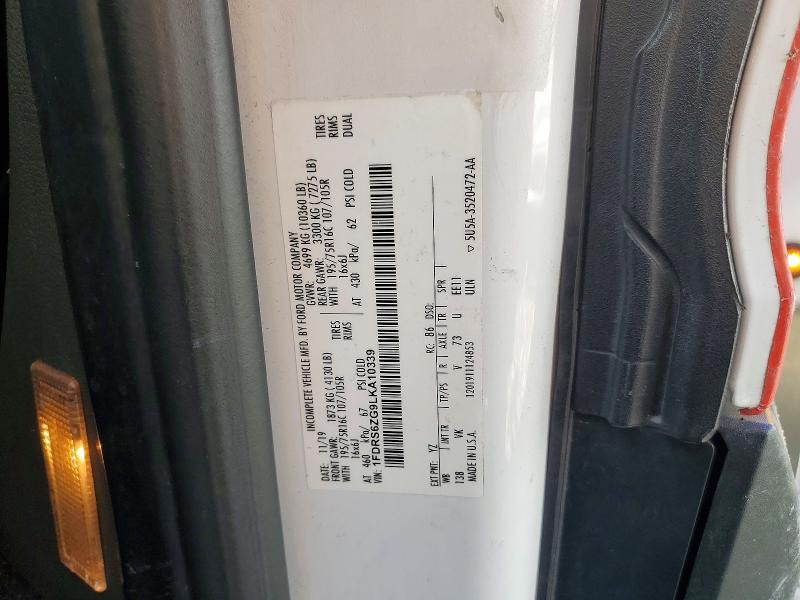 INCOMPLETE VEHICLE MFD. BY FORD MOTOR COMPANY
DATE: 11/19 GVWR: 4699 KG (10360 LB)
FRONT GAWR: 1873 KG ( 4130 LB) REAR GAWR: 3300 KG ( 7275 LB)
WITH 195/75R16C 107/105R TIRES WITH 195/75R16C 107/105R TIRES
16x6J RIMS 16x6J RIMS
AT 460 kPa/ 67 PSI COLD AT 430 kPa/ 62 PSI COLD DUAL
VIN: 1FDRS6ZG9LKA10339
EXT PNT: YZ RC: 86 DSO:
WB INT TR TP/PS R AXLE TR SPR
138 VK V 73 U EE11
MADE IN U.S.A. 1201911124853 ULN
▽ 5U5A-3520472-AA